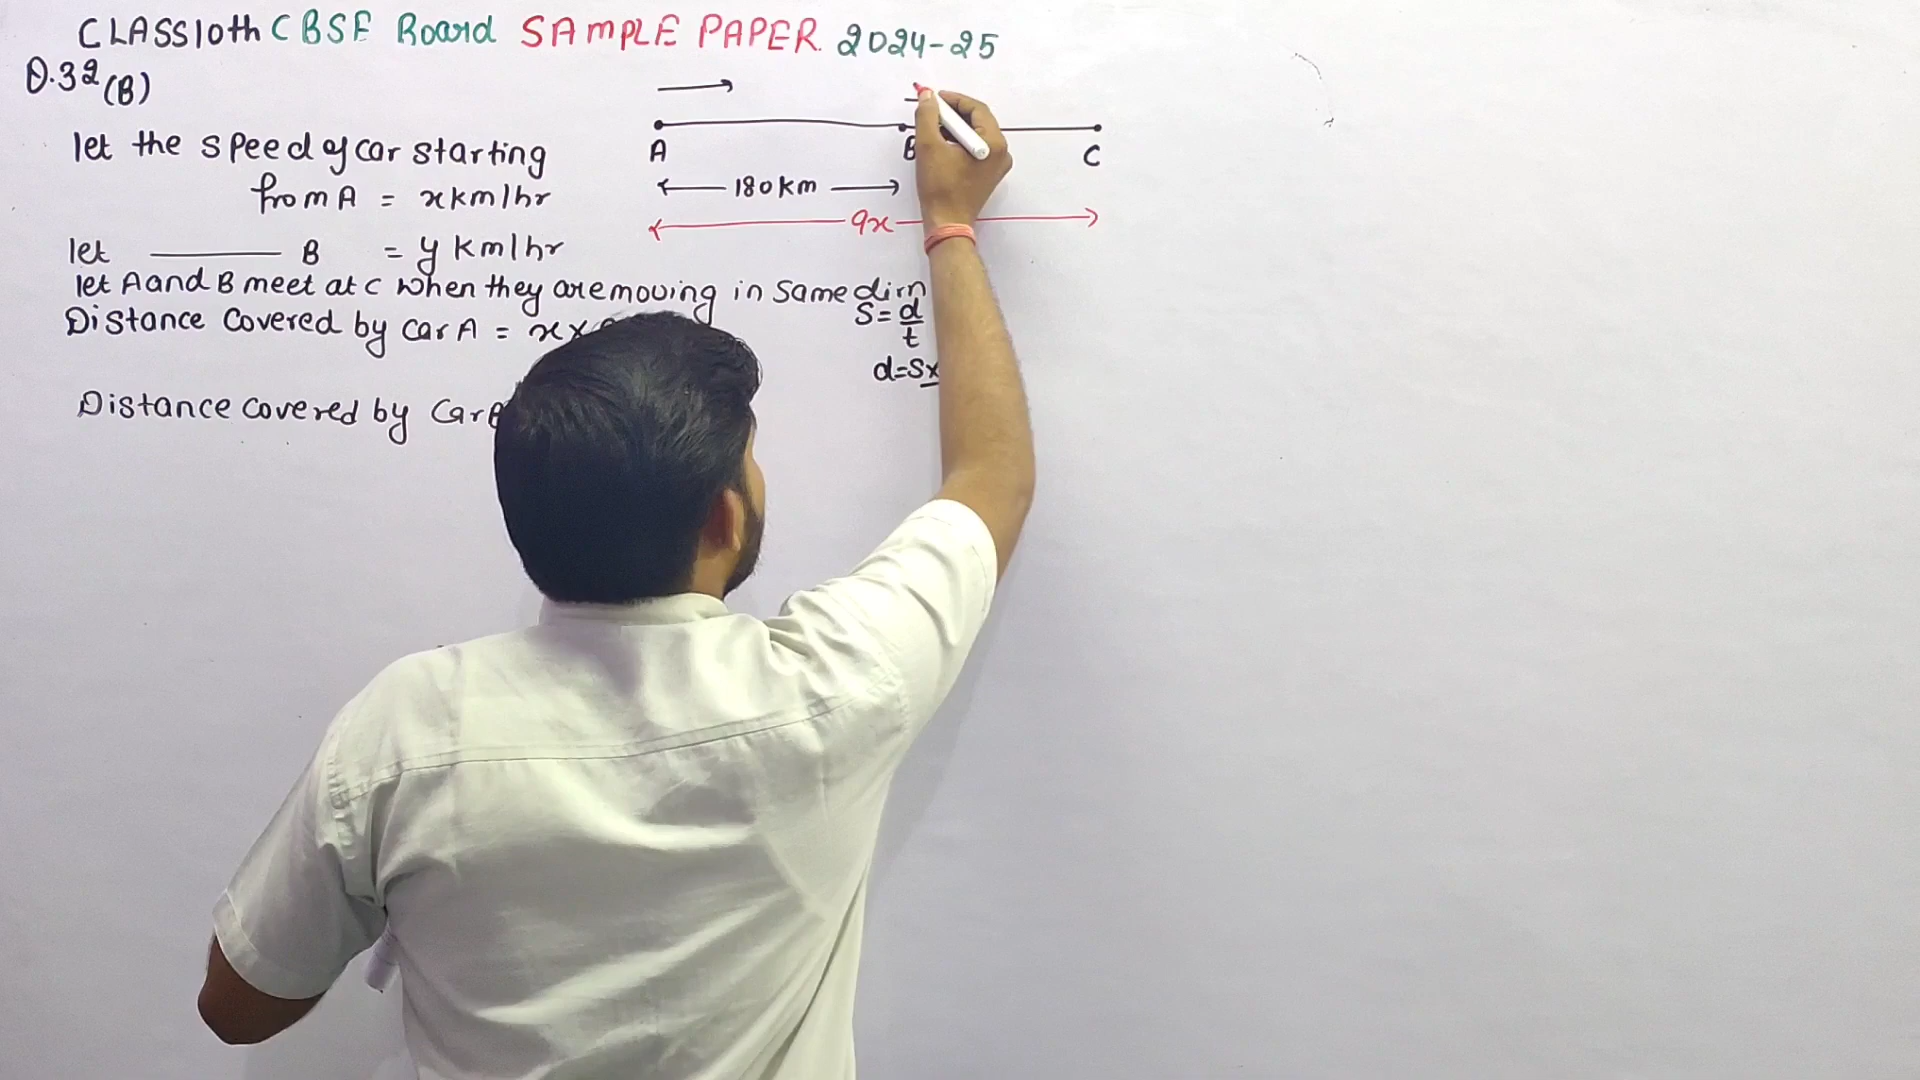 CLASS 10th CBSE Board SAMPLE PAPER. 2024-25
Q.32 (B)
let the speed of car starting
from A = x km/hr
let ——— B = y km/hr
let A and B meet at C when they are moving in same dirn
Distance Covered by car A = x×
Distance covered by Car B
A B C
180 km
9x
S = d/t
d = S×